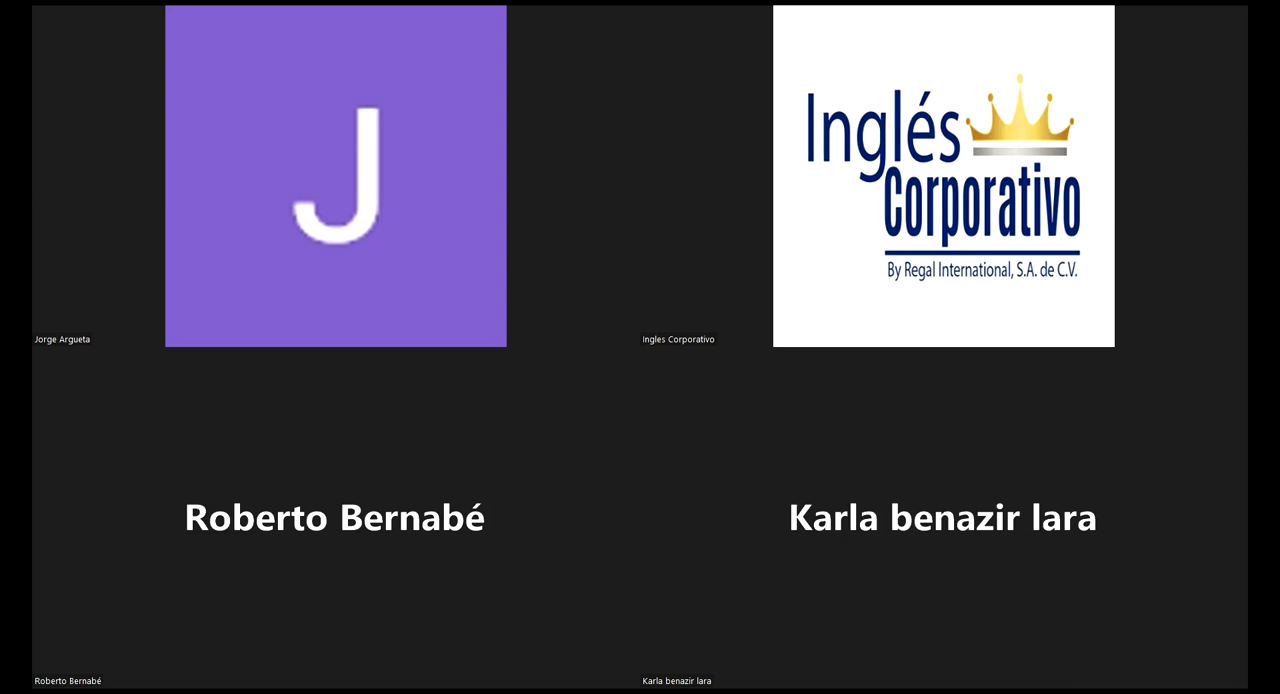 J
Inglés
Corporativo
By Regal International, S.A. de C.V.
Jorge Argueta
Ingles Corporativo
Roberto Bernabé
Karla benazir lara
Roberto Bernabé
Karla benazir lara